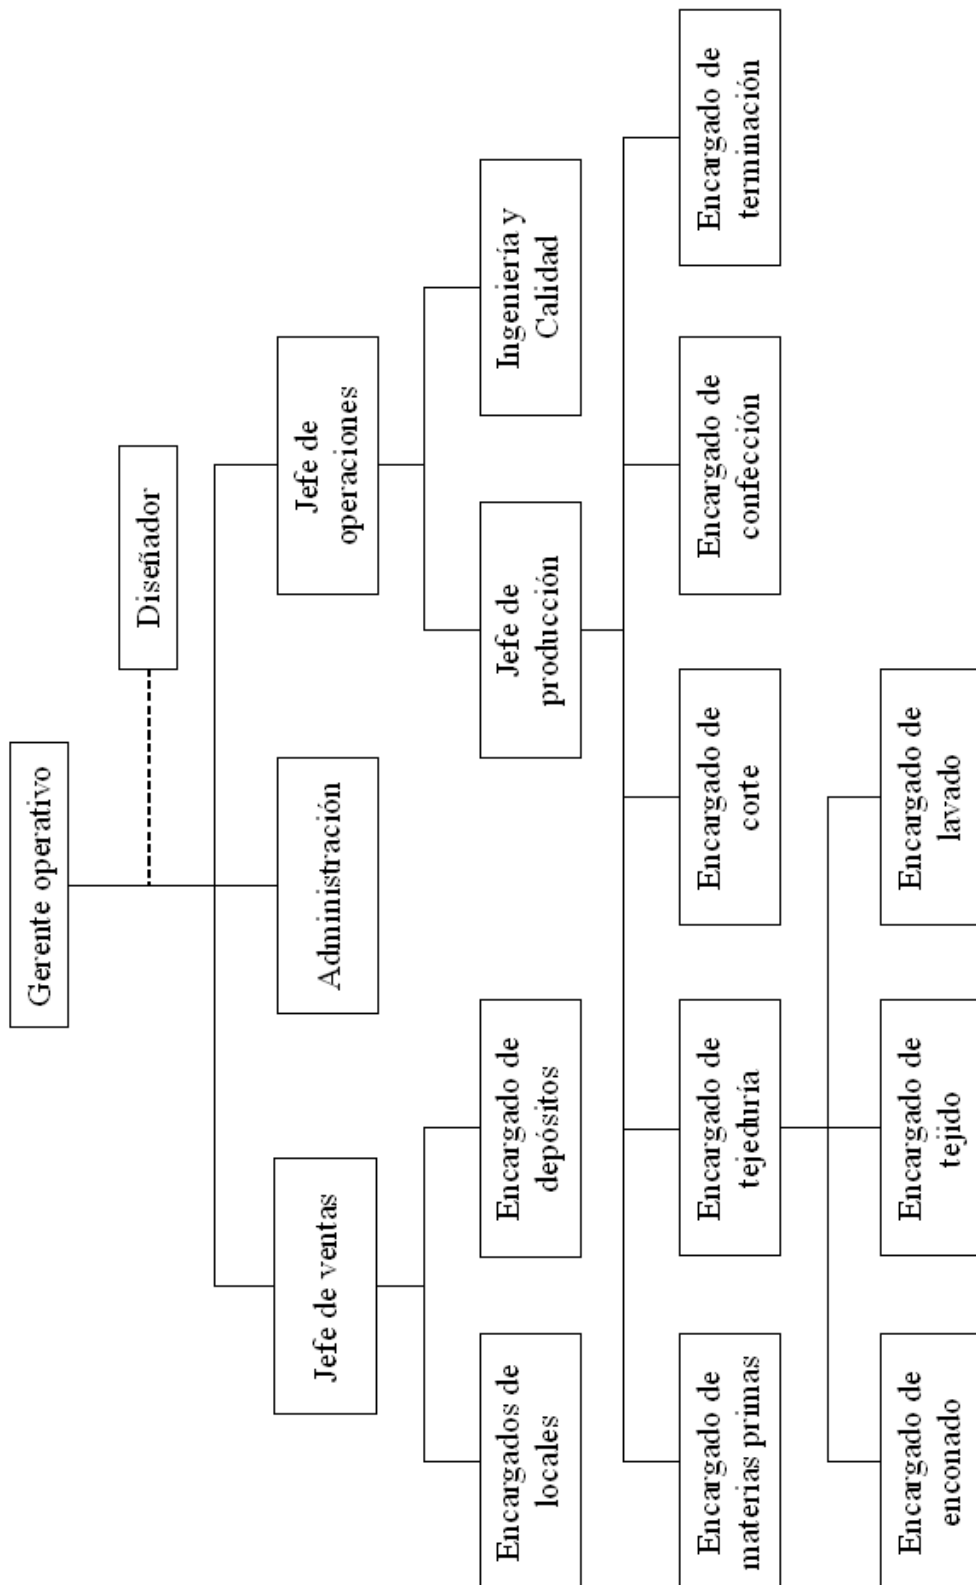 Gerente operativo
Diseñador
Jefe de ventas
Administración
Jefe de
operaciones
Encargados de
locales
Encargado de
depósitos
Jefe de
producción
Ingeniería y
Calidad
Encargado de
materias primas
Encargado de
tejeduría
Encargado de
corte
Encargado de
confección
Encargado de
terminación
Encargado de
enconado
Encargado de
tejido
Encargado de
lavado